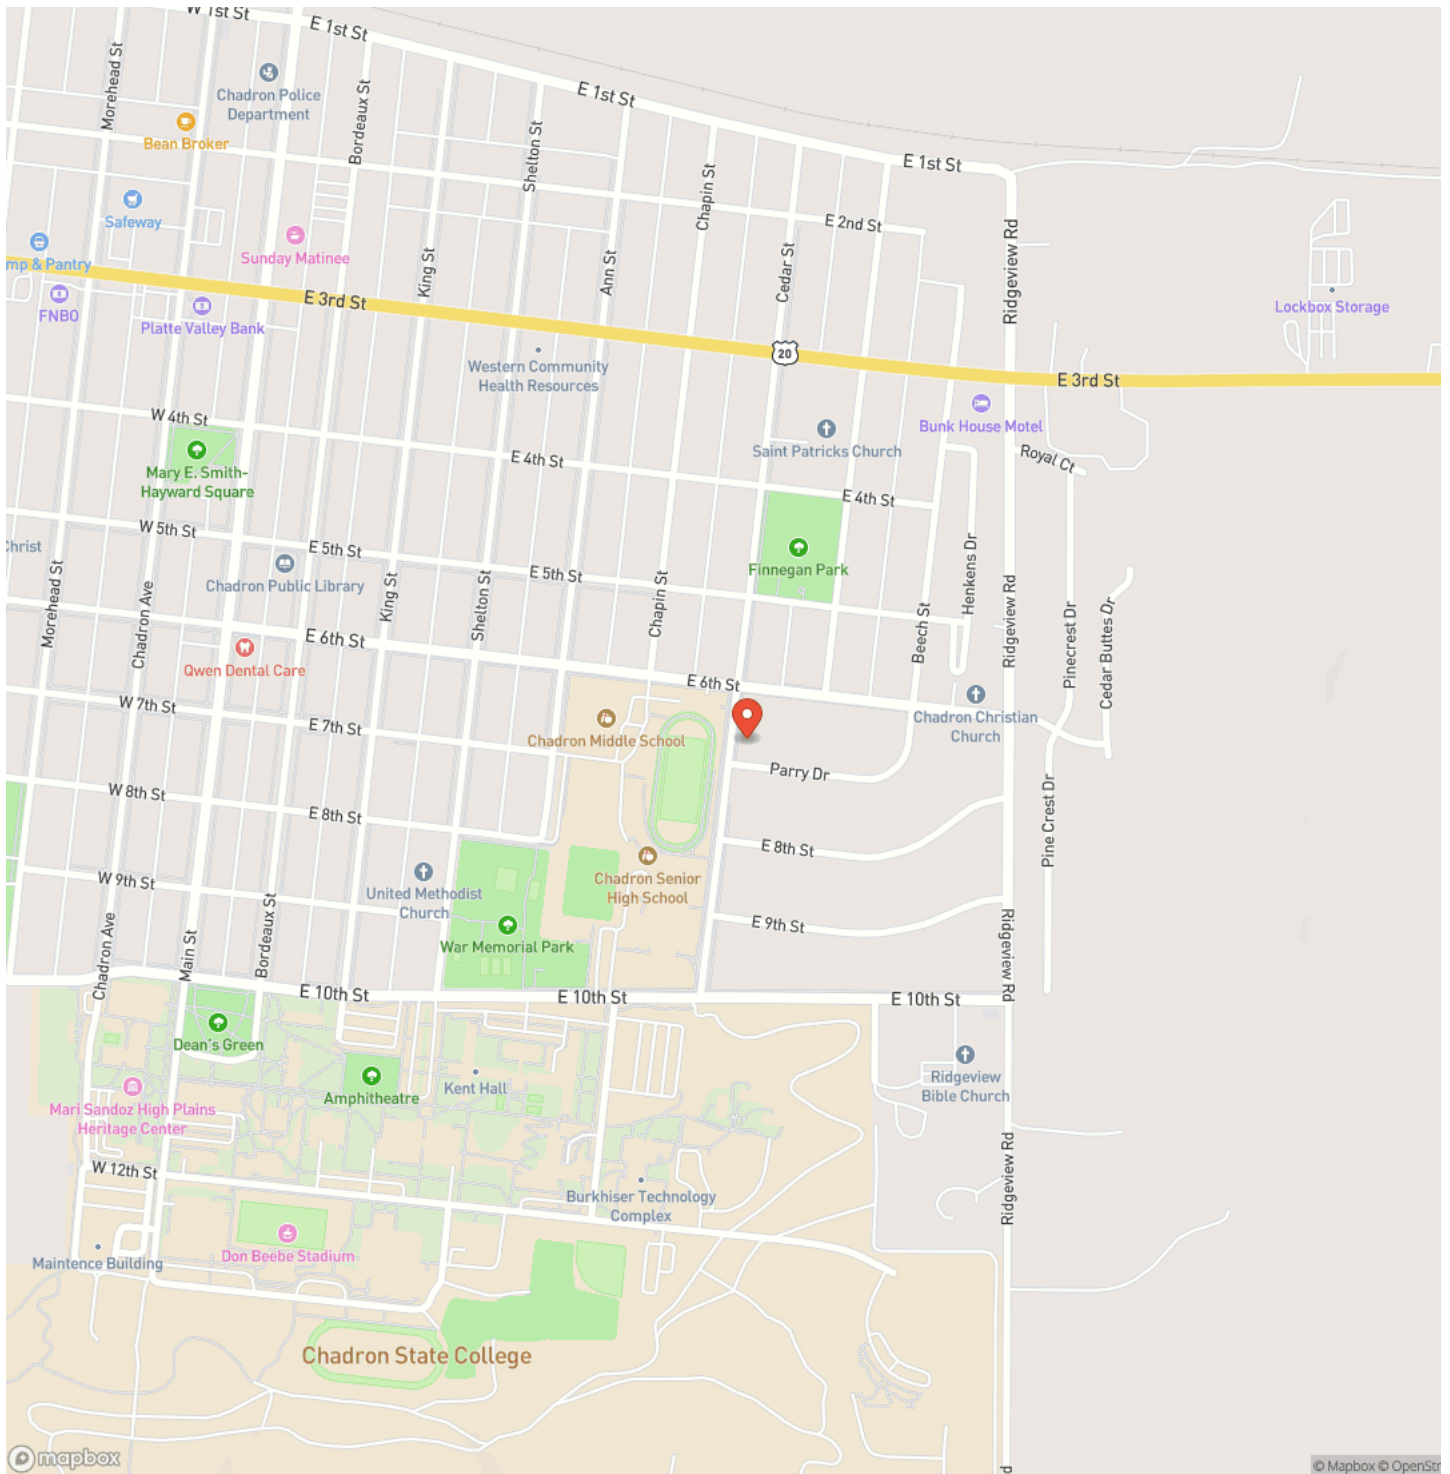 W 1st St
E 1st St
Morehead St
Chadron Police
Department
Bordeaux St
E 1st St
Bean Broker
Shelton St
E 1st St
Chapin St
Safeway
E 2nd St
Ridgeview Rd
Sunday Matinee
King St
Ann St
Cedar St
mp & Pantry
FNBO
Platte Valley Bank
E 3rd St
Lockbox Storage
Western Community
Health Resources
20
E 3rd St
W 4th St
Bunk House Motel
Saint Patricks Church
Royal Ct
E 4th St
Mary E. Smith-
Hayward Square
E 4th St
W 5th St
Christ
E 5th St
Chadron Public Library
E 5th St
Finnegan Park
Henkens Dr
Morehead St
Chadron Ave
King St
Shelton St
Chapin St
Beech St
Ridgeview Rd
Pinecrest Dr
Cedar Buttes Dr
E 6th St
Qwen Dental Care
E 6th St
W 7th St
E 7th St
Chadron Middle School
Chadron Christian
Church
Parry Dr
W 8th St
E 8th St
E 8th St
Pine Crest Dr
W 9th St
United Methodist
Church
Chadron Senior
High School
E 9th St
Chadron Ave
Main St
Bordeaux St
War Memorial Park
Ridgeview Rd
E 10th St
E 10th St
E 10th St
Dean's Green
Kent Hall
Amphitheatre
Ridgeview
Bible Church
Mari Sandoz High Plains
Heritage Center
W 12th St
Burkhiser Technology
Complex
Ridgeview Rd
Maintence Building
Don Beebe Stadium
Chadron State College
mapbox
© Mapbox © OpenStr